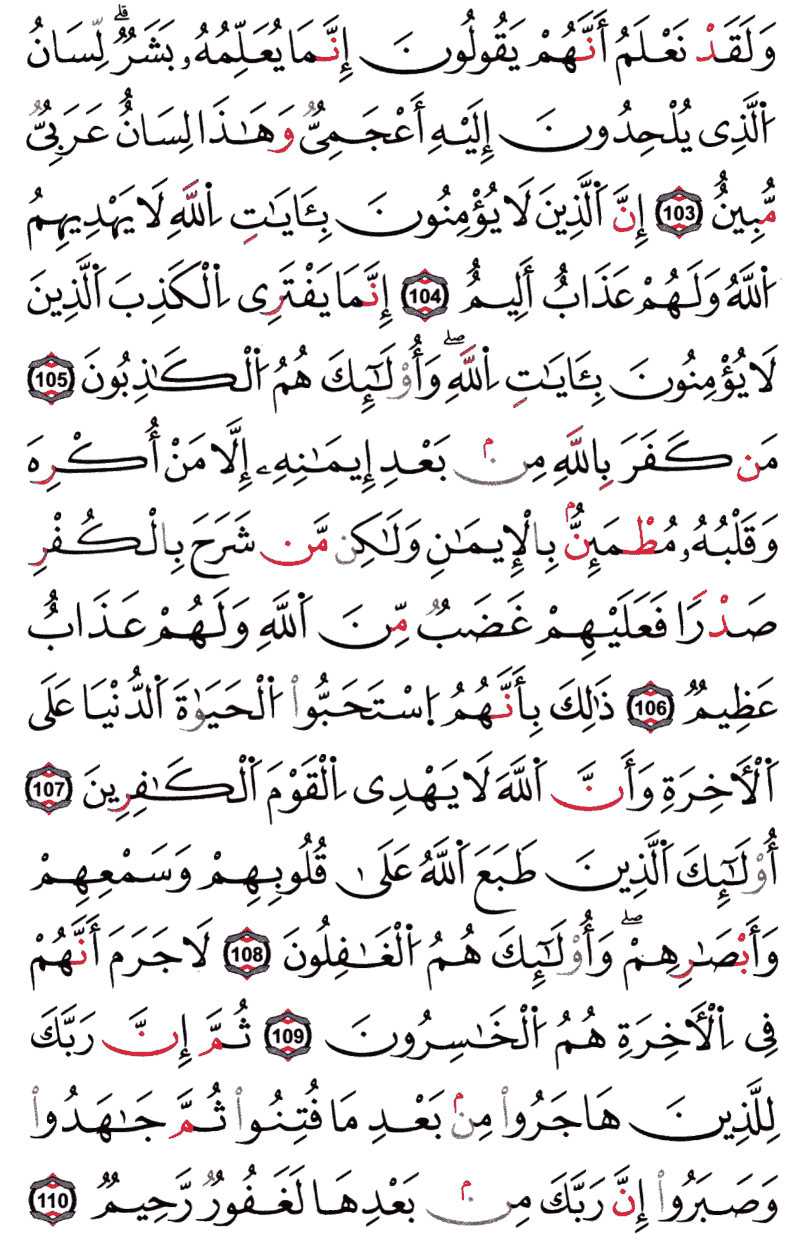 وَلَقَدْ نَعْلَمُ أَنَّهُمْ يَقُولُونَ إِنَّمَا يُعَلِّمُهُۥ بَشَرٌۗ لِّسَانُ
ٱلَّذِى يُلْحِدُونَ إِلَيْهِ أَعْجَمِىٌّ وَهَٰذَا لِسَانٌ عَرَبِىٌّ
مُّبِينٌ 103 إِنَّ ٱلَّذِينَ لَا يُؤْمِنُونَ بِـَٔايَٰتِ ٱللَّهِ لَا يَهْدِيهِمُ
ٱللَّهُ وَلَهُمْ عَذَابٌ أَلِيمٌ 104 إِنَّمَا يَفْتَرِى ٱلْكَذِبَ ٱلَّذِينَ
لَا يُؤْمِنُونَ بِـَٔايَٰتِ ٱللَّهِۖ وَأُو۟لَٰٓئِكَ هُمُ ٱلْكَٰذِبُونَ 105
مَن كَفَرَ بِٱللَّهِ مِنۢ بَعْدِ إِيمَٰنِهِۦ إِلَّا مَنْ أُكْرِهَ
وَقَلْبُهُۥ مُطْمَئِنٌّۢ بِٱلْإِيمَٰنِ وَلَٰكِن مَّن شَرَحَ بِٱلْكُفْرِ
صَدْرًا فَعَلَيْهِمْ غَضَبٌ مِّنَ ٱللَّهِ وَلَهُمْ عَذَابٌ
عَظِيمٌ 106 ذَٰلِكَ بِأَنَّهُمُ ٱسْتَحَبُّوا۟ ٱلْحَيَوٰةَ ٱلدُّنْيَا عَلَى
ٱلْأَخِرَةِ وَأَنَّ ٱللَّهَ لَا يَهْدِى ٱلْقَوْمَ ٱلْكَٰفِرِينَ 107
أُو۟لَٰٓئِكَ ٱلَّذِينَ طَبَعَ ٱللَّهُ عَلَىٰ قُلُوبِهِمْ وَسَمْعِهِمْ
وَأَبْصَٰرِهِمْۖ وَأُو۟لَٰٓئِكَ هُمُ ٱلْغَٰفِلُونَ 108 لَا جَرَمَ أَنَّهُمْ
فِى ٱلْأَخِرَةِ هُمُ ٱلْخَٰسِرُونَ 109 ثُمَّ إِنَّ رَبَّكَ
لِلَّذِينَ هَاجَرُوا۟ مِنۢ بَعْدِ مَا فُتِنُوا۟ ثُمَّ جَٰهَدُوا۟
وَصَبَرُوا۟ إِنَّ رَبَّكَ مِنۢ بَعْدِهَا لَغَفُورٌ رَّحِيمٌ 110